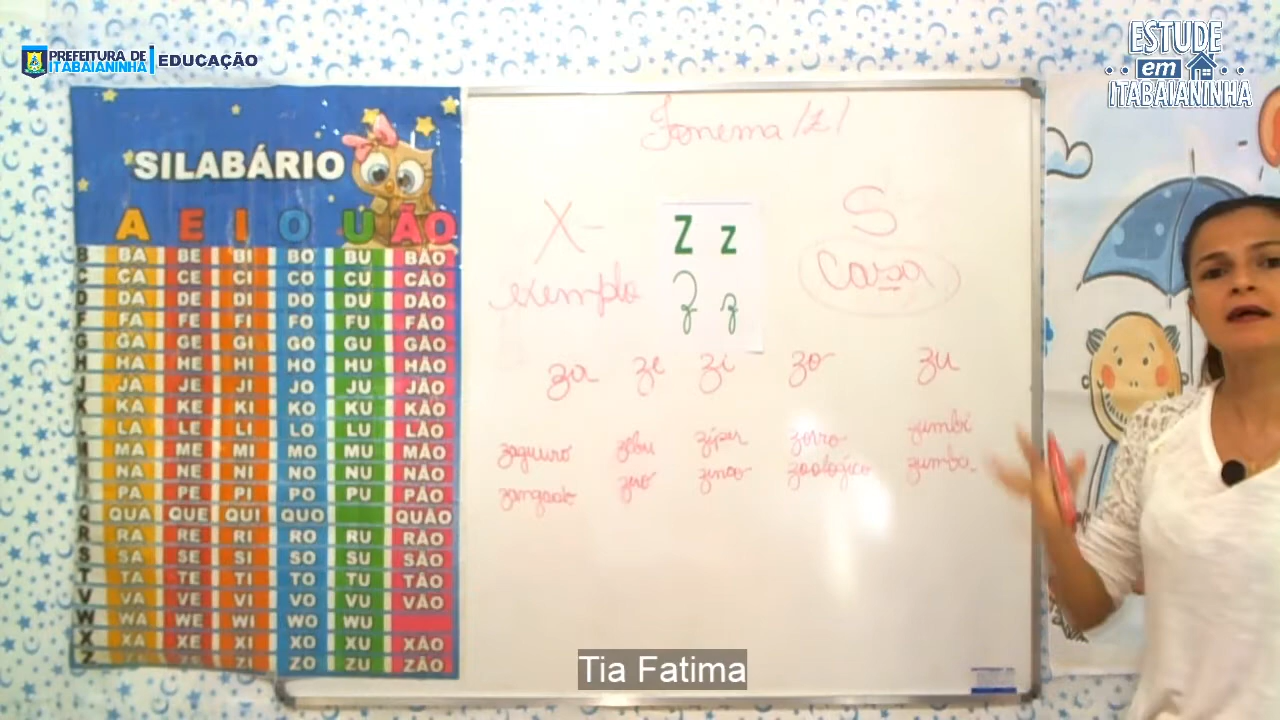 PREFEITURA DE
ITABAIANINHA
EDUCAÇÃO
ESTUDE
em
ITABAIANINHA
SILABÁRIO
A E I O U ÃO
B BA BE BI BO BU BÃO
C CA CE CI CO CU CÃO
D DA DE DI DO DU DÃO
F FA FE FI FO FU FÃO
G GA GE GI GO GU GÃO
H HA HE HI HO HU HÃO
J JA JE JI JO JU JÃO
K KA KE KI KO KU KÃO
L LA LE LI LO LU LÃO
M MA ME MI MO MU MÃO
N NA NE NI NO NU NÃO
P PA PE PI PO PU PÃO
Q QUA QUE QUI QUO QUÃO
R RA RE RI RO RU RÃO
S SA SE SI SO SU SÃO
T TA TE TI TO TU TÃO
V VA VE VI VO VU VÃO
W WA WE WI WO WU
X XA XE XI XO XU XÃO
Z ZE ZI ZO ZU ZÃO
Fonema /z/
X- Z z S
exemplo Z z casa
za ze zi zo zu
zagueiro zebu zíper zorro zumbi
zangado zero zinco zoológico zumba
Tia Fatima